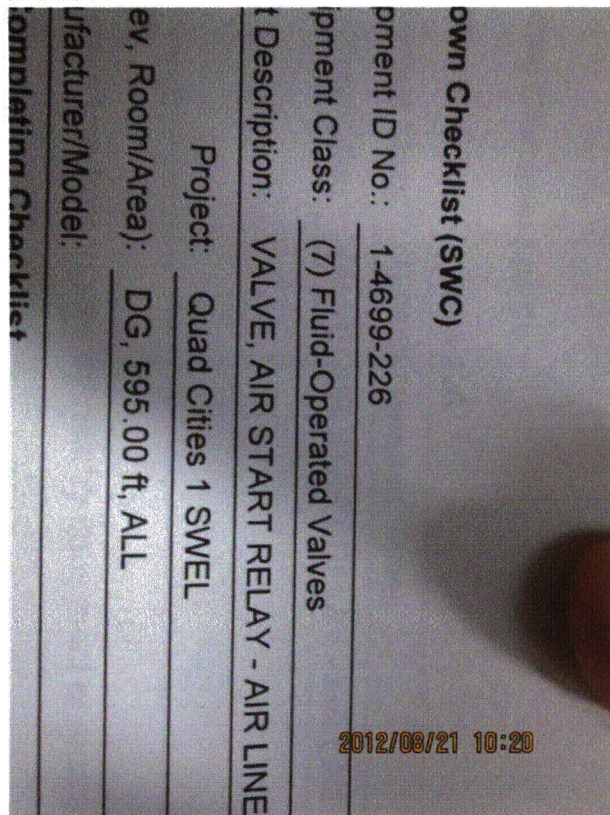 own Checklist (SWC)
pment ID No.: 1-4699-226
ipment Class: (7) Fluid-Operated Valves
t Description: VALVE, AIR START RELAY - AIR LINE
Project: Quad Cities 1 SWEL
ev, Room/Area): DG, 595.00 ft, ALL
ufacturer/Model:
ompleting Checklist
2012/08/21 10:20